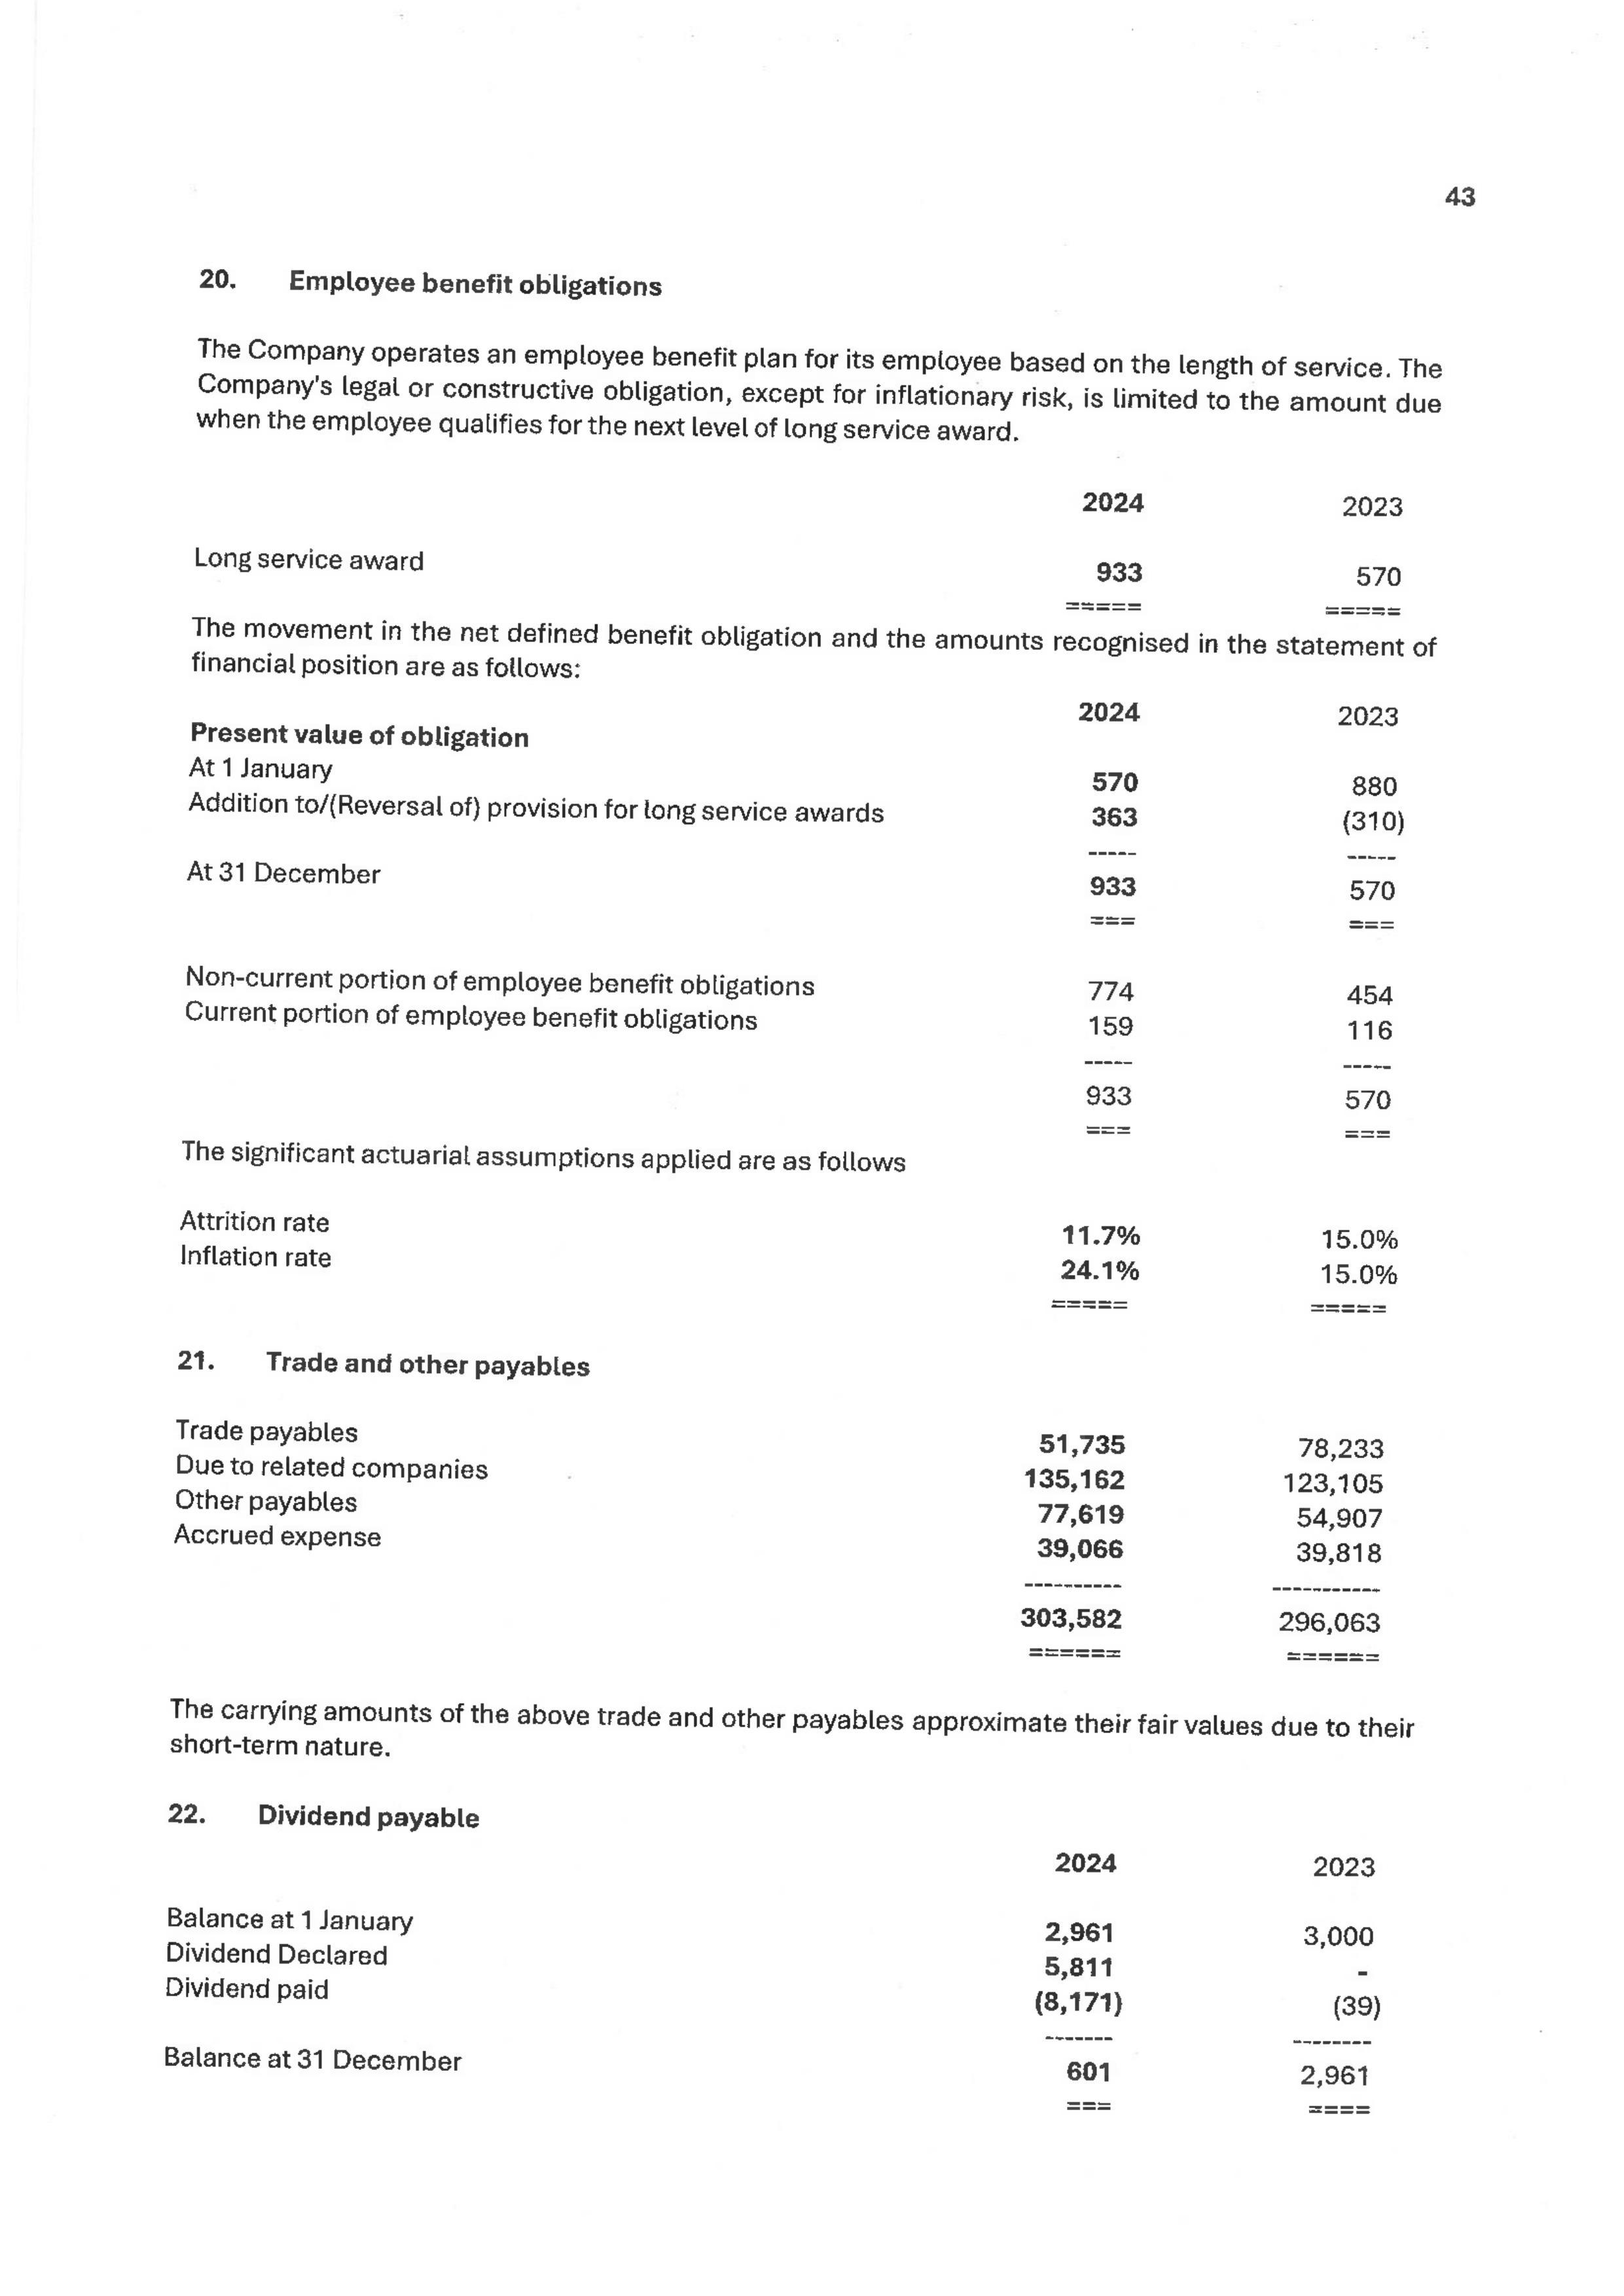 43
20. Employee benefit obligations
The Company operates an employee benefit plan for its employee based on the length of service. The
Company's legal or constructive obligation, except for inflationary risk, is limited to the amount due
when the employee qualifies for the next level of long service award.
2024 2023
Long service award 933 570
===== =====
The movement in the net defined benefit obligation and the amounts recognised in the statement of
financial position are as follows:
2024 2023
Present value of obligation
At 1 January 570 880
Addition to/(Reversal of) provision for long service awards 363 (310)
----- -----
At 31 December 933 570
=== ===
Non-current portion of employee benefit obligations 774 454
Current portion of employee benefit obligations 159 116
----- -----
933 570
=== ===
The significant actuarial assumptions applied are as follows
Attrition rate 11.7% 15.0%
Inflation rate 24.1% 15.0%
===== =====
21. Trade and other payables
Trade payables 51,735 78,233
Due to related companies 135,162 123,105
Other payables 77,619 54,907
Accrued expense 39,066 39,818
----------- ------------
303,582 296,063
====== ======
The carrying amounts of the above trade and other payables approximate their fair values due to their
short-term nature.
22. Dividend payable
2024 2023
Balance at 1 January 2,961 3,000
Dividend Declared 5,811 -
Dividend paid (8,171) (39)
------- --------
Balance at 31 December 601 2,961
=== ====